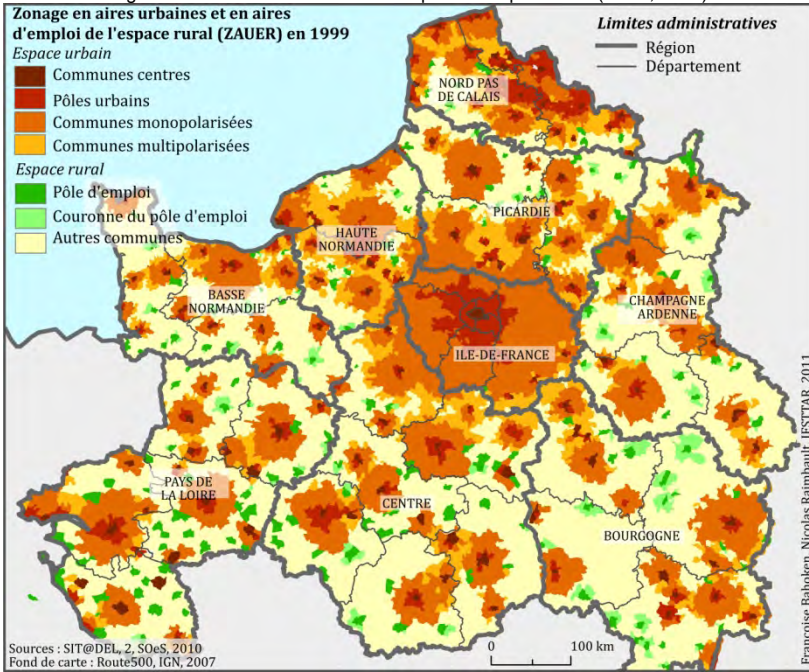 Zonage en aires urbaines et en aires
d'emploi de l'espace rural (ZAUER) en 1999
Espace urbain
Communes centres
Pôles urbains
Communes monopolarisées
Communes multipolarisées
Espace rural
Pôle d'emploi
Couronne du pôle d'emploi
Autres communes
Limites administratives
Région
Département
NORD PAS
DE CALAIS
PICARDIE
HAUTE
NORMANDIE
BASSE
NORMANDIE
CHAMPAGNE
ARDENNE
ILE-DE-FRANCE
PAYS DE
LA LOIRE
CENTRE
BOURGOGNE
Sources : SIT@DEL, 2, SOeS, 2010
Fond de carte : Route500, IGN, 2007
0 100 km
Françoise Bahoken, Nicolas Raimbault, IFSTTAR, 2011